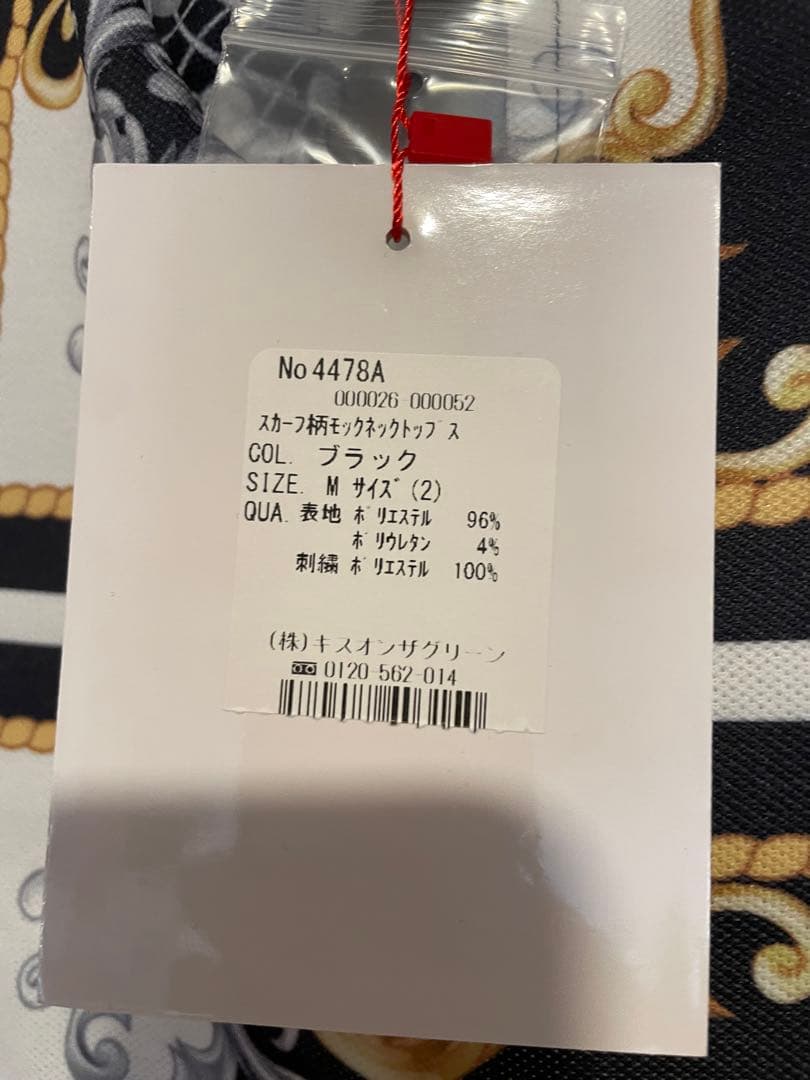 No 4478A
000026-000052
ｽｶｰﾌ柄ﾓｯｸﾈｯｸﾄｯﾌﾟｽ
COL. ブラック
SIZE. M ｻｲｽﾞ(2)
QUA. 表地 ﾎﾟﾘｴｽﾃﾙ 96%
ﾎﾟﾘｳﾚﾀﾝ 4%
刺繍 ﾎﾟﾘｴｽﾃﾙ 100%
(株)キスオンザグリーン
0120-562-014